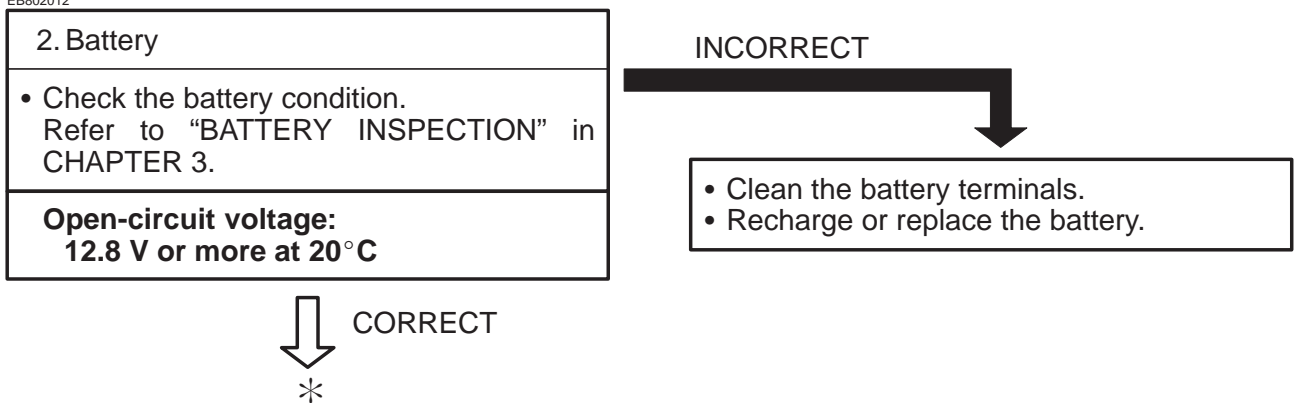 EB802012
2. Battery
• Check the battery condition.
Refer to “BATTERY INSPECTION” in
CHAPTER 3.
Open-circuit voltage:
12.8 V or more at 20°C
INCORRECT
• Clean the battery terminals.
• Recharge or replace the battery.
CORRECT
*